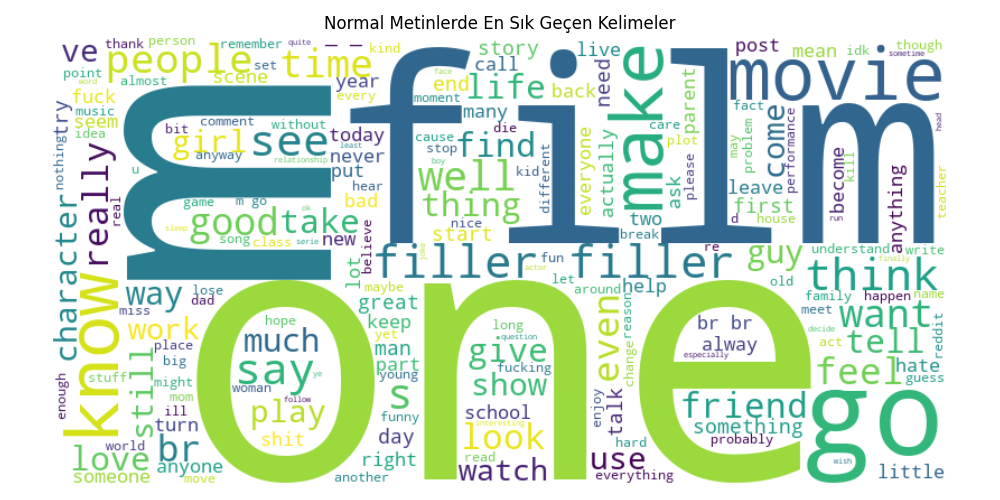 Normal Metinlerde En Sık Geçen Kelimeler
ve
thank
person
remember
quite
kind
story
live
post
mean
idk
though
sometime
point
word
people
almost
set
time
call
need
movie
fuck
scene
year
every
face
end
life
back
make
parent
fact
music
seem
bit
comment
without
moment
many
cause
die
everyone
care
plot
may
problem
come
performance
head
idea
girl
see
today
never
stop
find
film
m
nothing
try
really
real
u
anyway
relationship
least
put
hear
boy
well
kid
different
actually
ask
please
leave
become
kill
anything
teacher
game
m go
ok
bad
thing
two
first
d
house
character
good
take
song
class
serie
new
believe
nice
start
break
re
guy
understand
write
sleep
lot
filler filler
joke
fun
actor
let
around
help
old
think
finally
know
way
lose
dad
miss
maybe
great
family
happen
name
meet
want
work
place
hope
much
yet
keep
long
question
give
even
reason
change
br br
alway
especially
decide
act
tell
reddit
big
man
part
fucking
feel
hate
guess
enough
stuff
still
might
mom
say
woman
ye
young
show
one
friend
go
ill
turn
play
follow
s
funny
school
interesting
enjoy
talk
something
world
br
shit
day
look
hard
probably
love
anyone
right
read
watch
use
wish
someone
move
another
everything
little